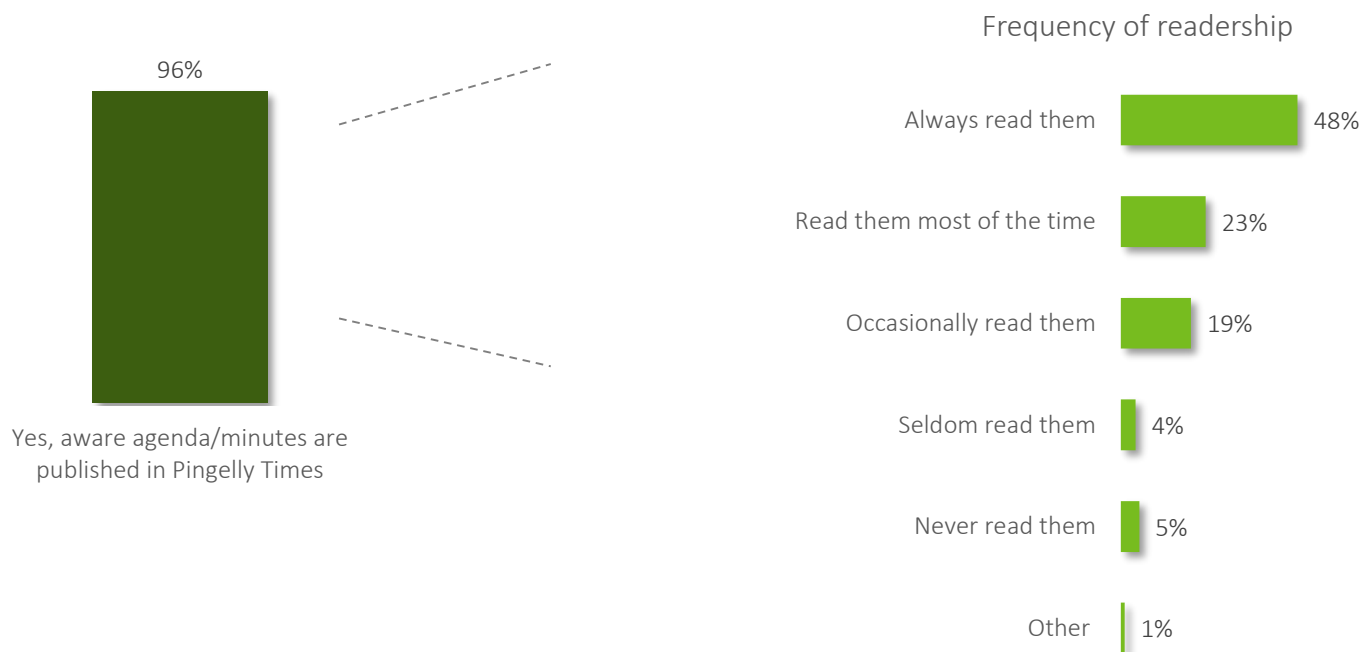 96%
Yes, aware agenda/minutes are
published in Pingelly Times
Frequency of readership
Always read them 48%
Read them most of the time 23%
Occasionally read them 19%
Seldom read them 4%
Never read them 5%
Other 1%